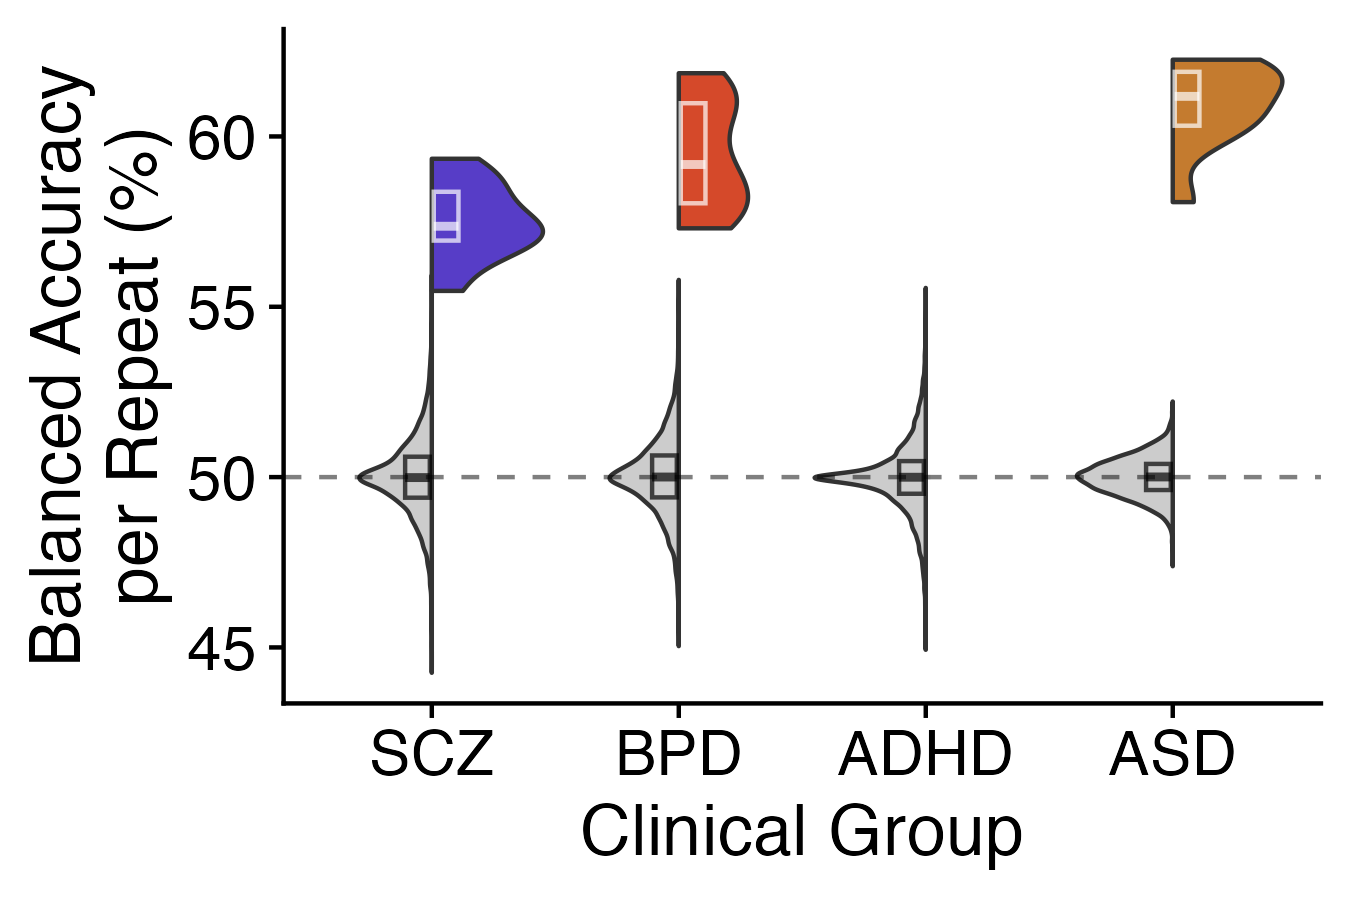 Balanced Accuracy
per Repeat (%)
60
55
50
45
SCZ BPD ADHD ASD
Clinical Group